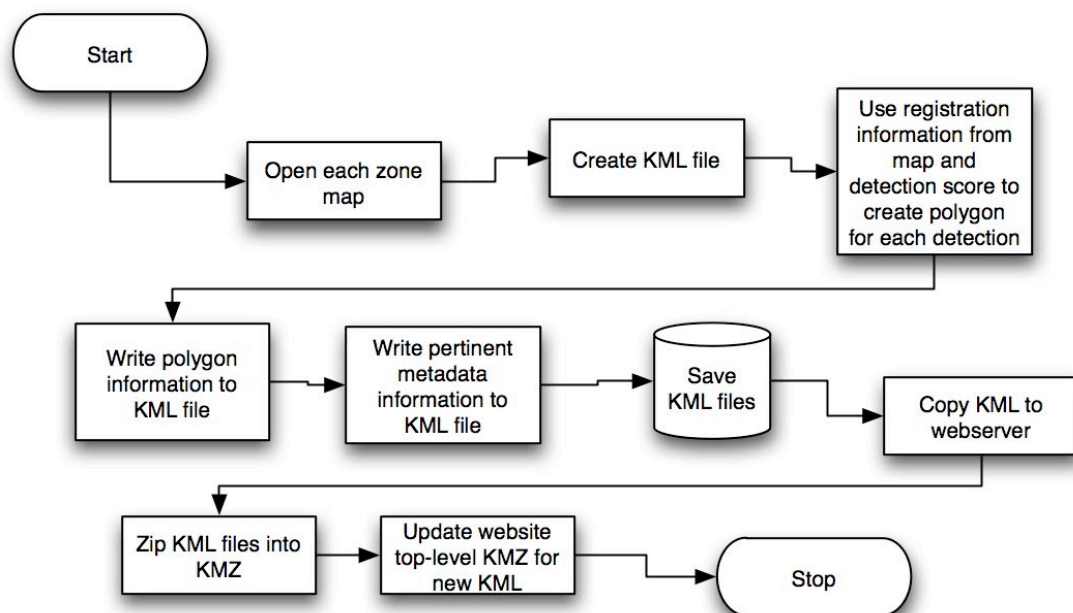 Start
Open each zone
map
Create KML file
Use registration
information from
map and
detection score to
create polygon
for each detection
Write polygon
information to
KML file
Write pertinent
metadata
information to
KML file
Save
KML files
Copy KML to
webserver
Zip KML files into
KMZ
Update website
top-level KMZ for
new KML
Stop